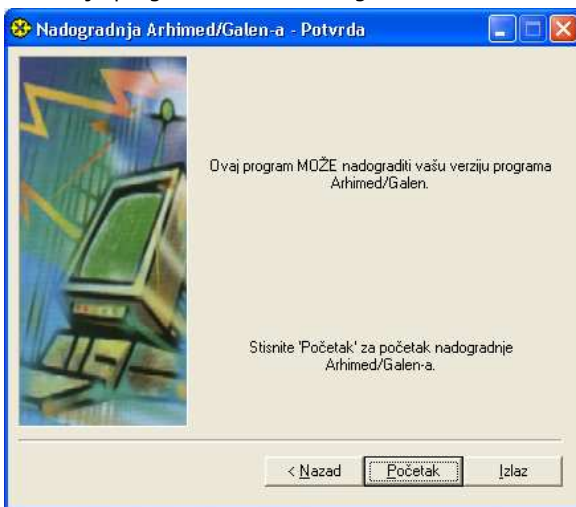 Nadogradnja Arhimed/Galen-a - Potvrda
Ovaj program MOŽE nadograditi vašu verziju programa
Arhimed/Galen.
Stisnite 'Početak' za početak nadogradnje
Arhimed/Galen-a.
< Nazad Početak Izlaz